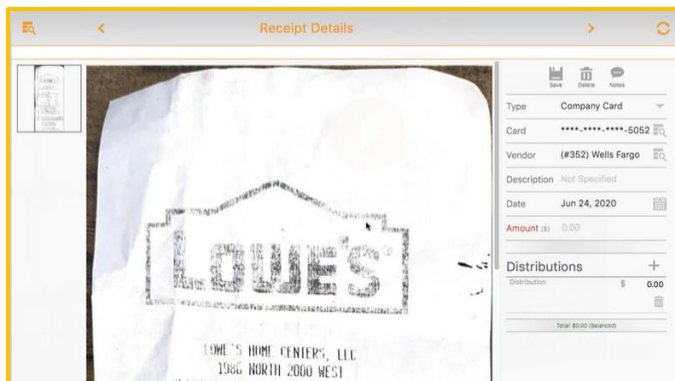 Receipt Details
Save Delete Notes
Type Company Card
Card ****-****-****-5052
Vendor (#352) Wells Fargo
Description Not Specified
Date Jun 24, 2020
Amount ($) 0.00
Distributions +
Distribution $ 0.00
Total: $0.00 (Balanced)
LOWE'S
LOWE'S HOME CENTERS, LLC
1986 NORTH 2000 WEST